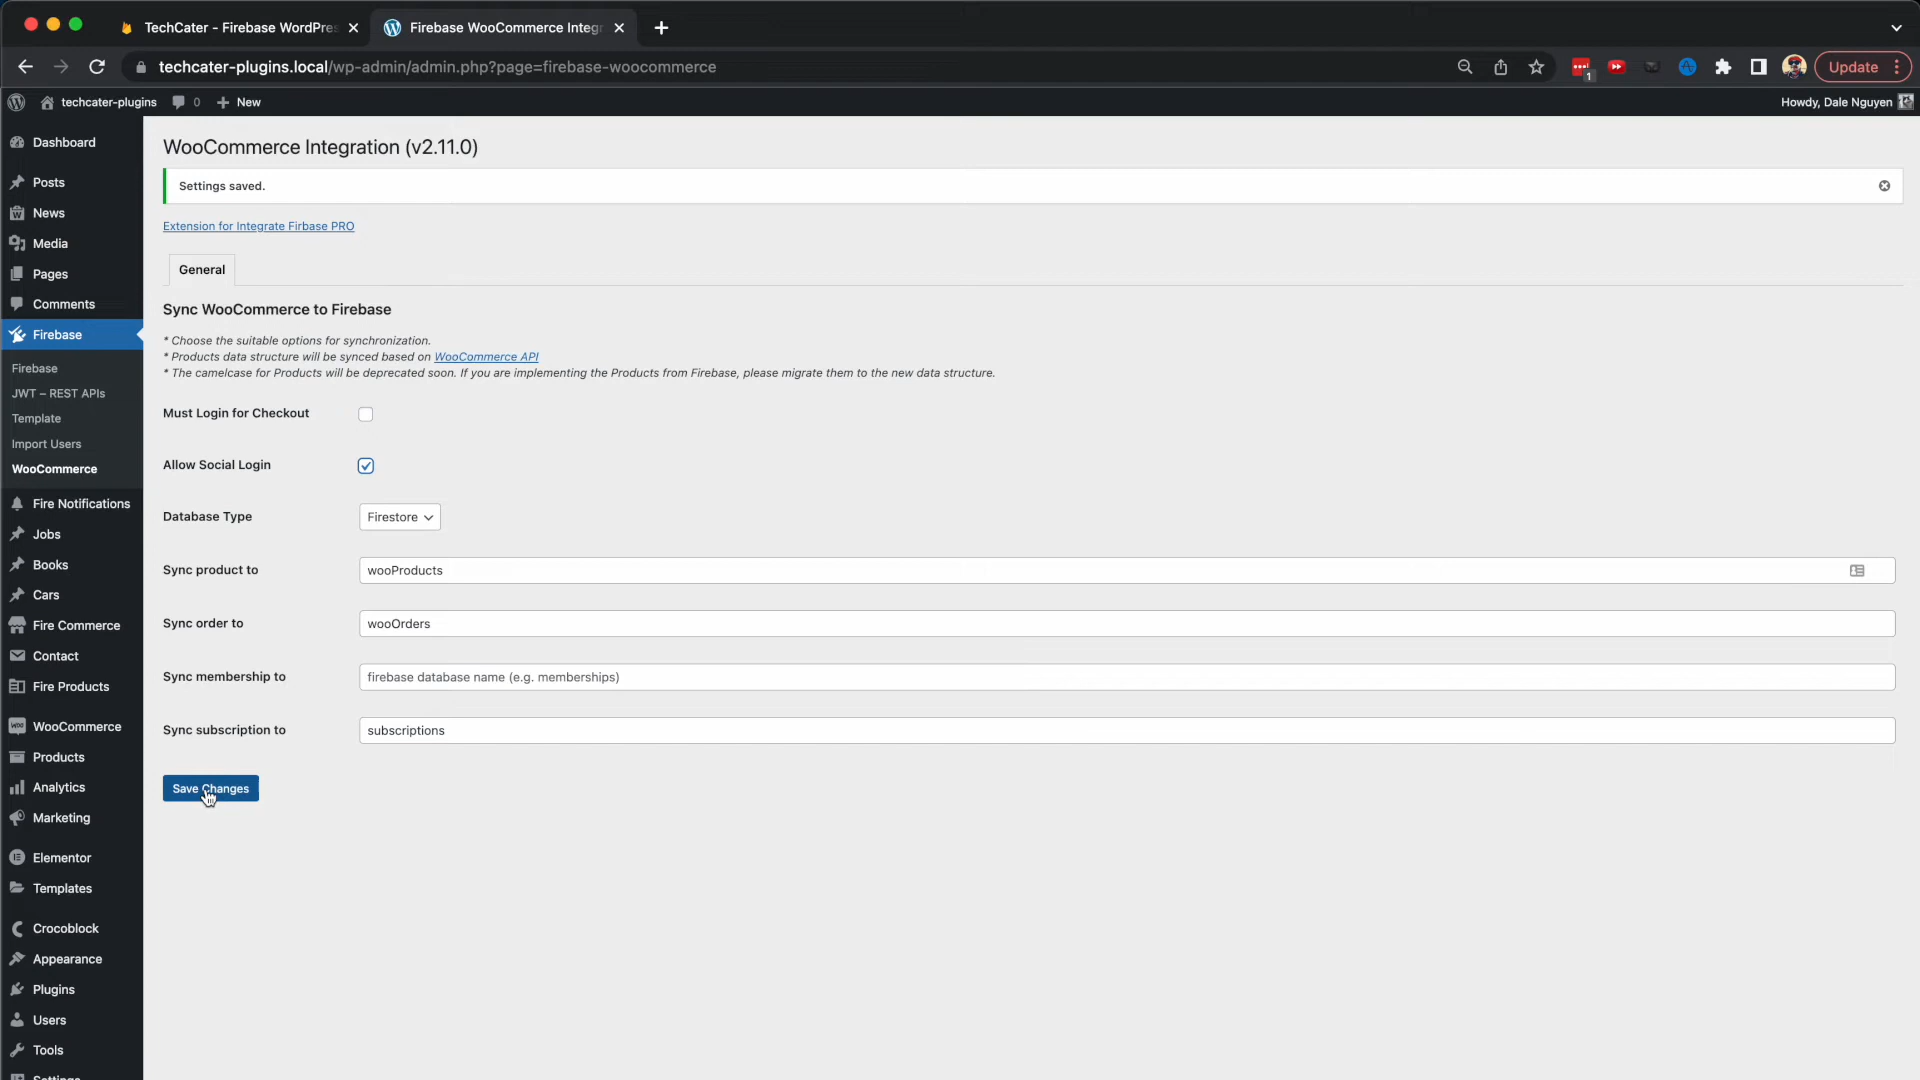 TechCater - Firebase WordPre
Firebase WooCommerce Integ
techcater-plugins.local/wp-admin/admin.php?page=firebase-woocommerce
1
Update
techcater-plugins
0
New
Howdy, Dale Nguyen
Dashboard
Posts
News
Media
Pages
Comments
Firebase
Firebase
JWT – REST APIs
Template
Import Users
WooCommerce
Fire Notifications
Jobs
Books
Cars
Fire Commerce
Contact
Fire Products
WooCommerce
Products
Analytics
Marketing
Elementor
Templates
Crocoblock
Appearance
Plugins
Users
Tools
Settings
WooCommerce Integration (v2.11.0)
Settings saved.
Extension for Integrate Firbase PRO
General
Sync WooCommerce to Firebase
* Choose the suitable options for synchronization.
* Products data structure will be synced based on WooCommerce API
* The camelcase for Products will be deprecated soon. If you are implementing the Products from Firebase, please migrate them to the new data structure.
Must Login for Checkout
Allow Social Login
Database Type
Firestore
Sync product to
wooProducts
Sync order to
wooOrders
Sync membership to
firebase database name (e.g. memberships)
Sync subscription to
subscriptions
Save Changes